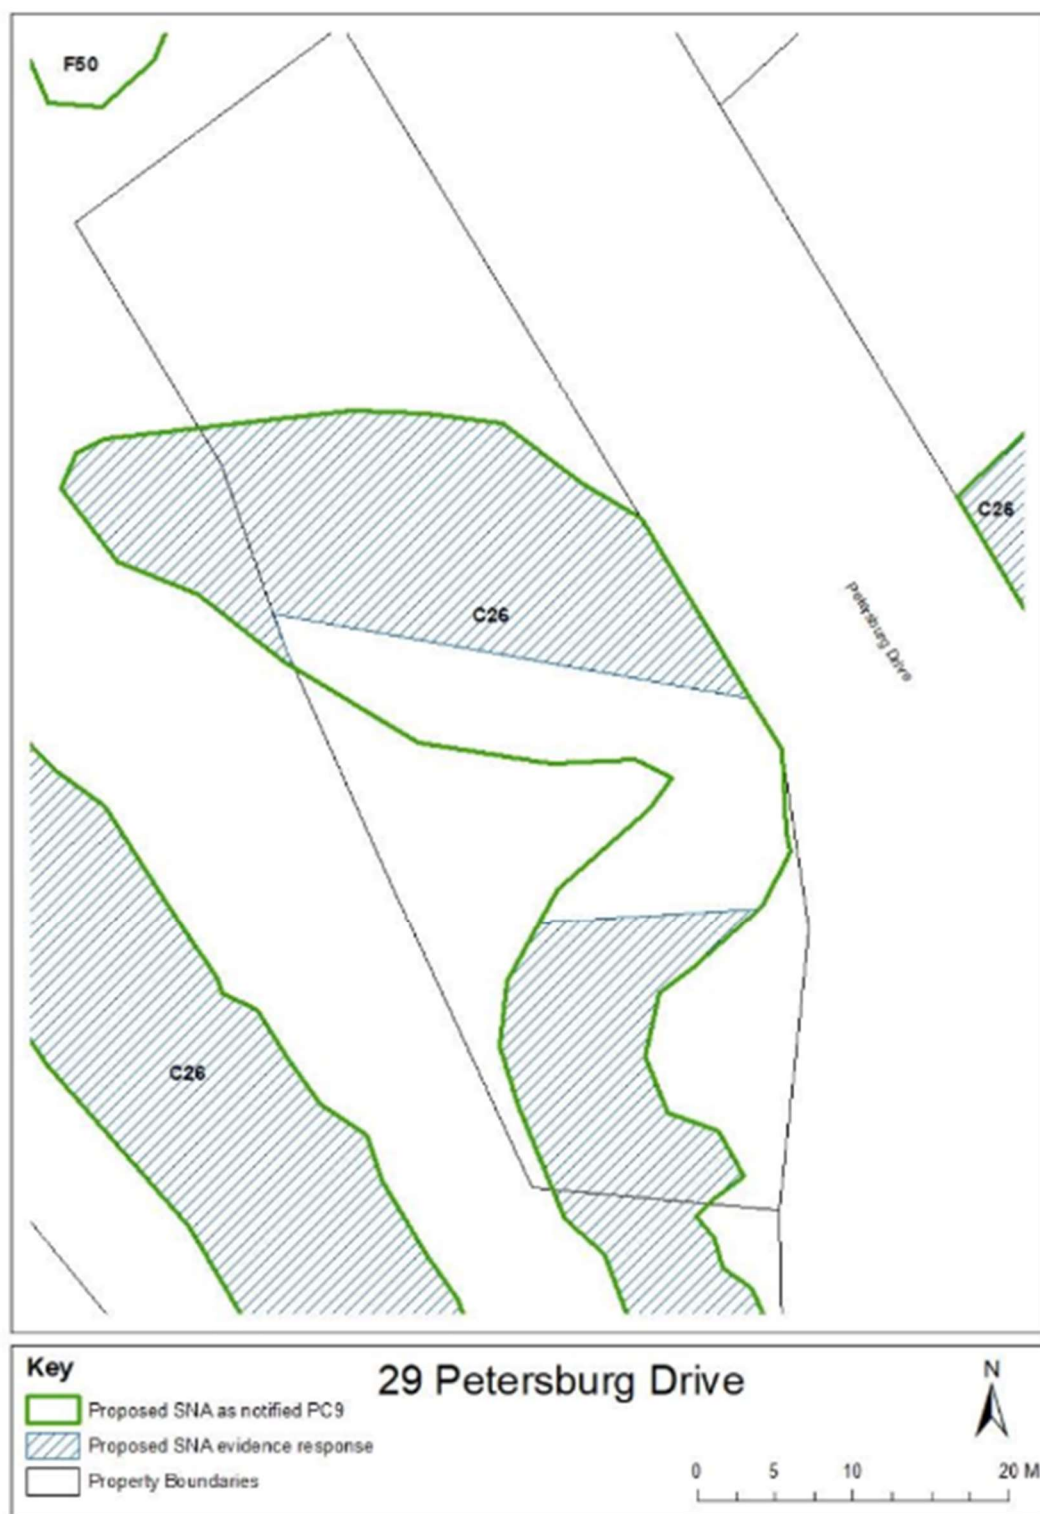 F50
C26
C26
Petersburg Drive
C26
Key
29 Petersburg Drive
N
Proposed SNA as notified PC9
Proposed SNA evidence response
Property Boundaries
0 5 10 20 M